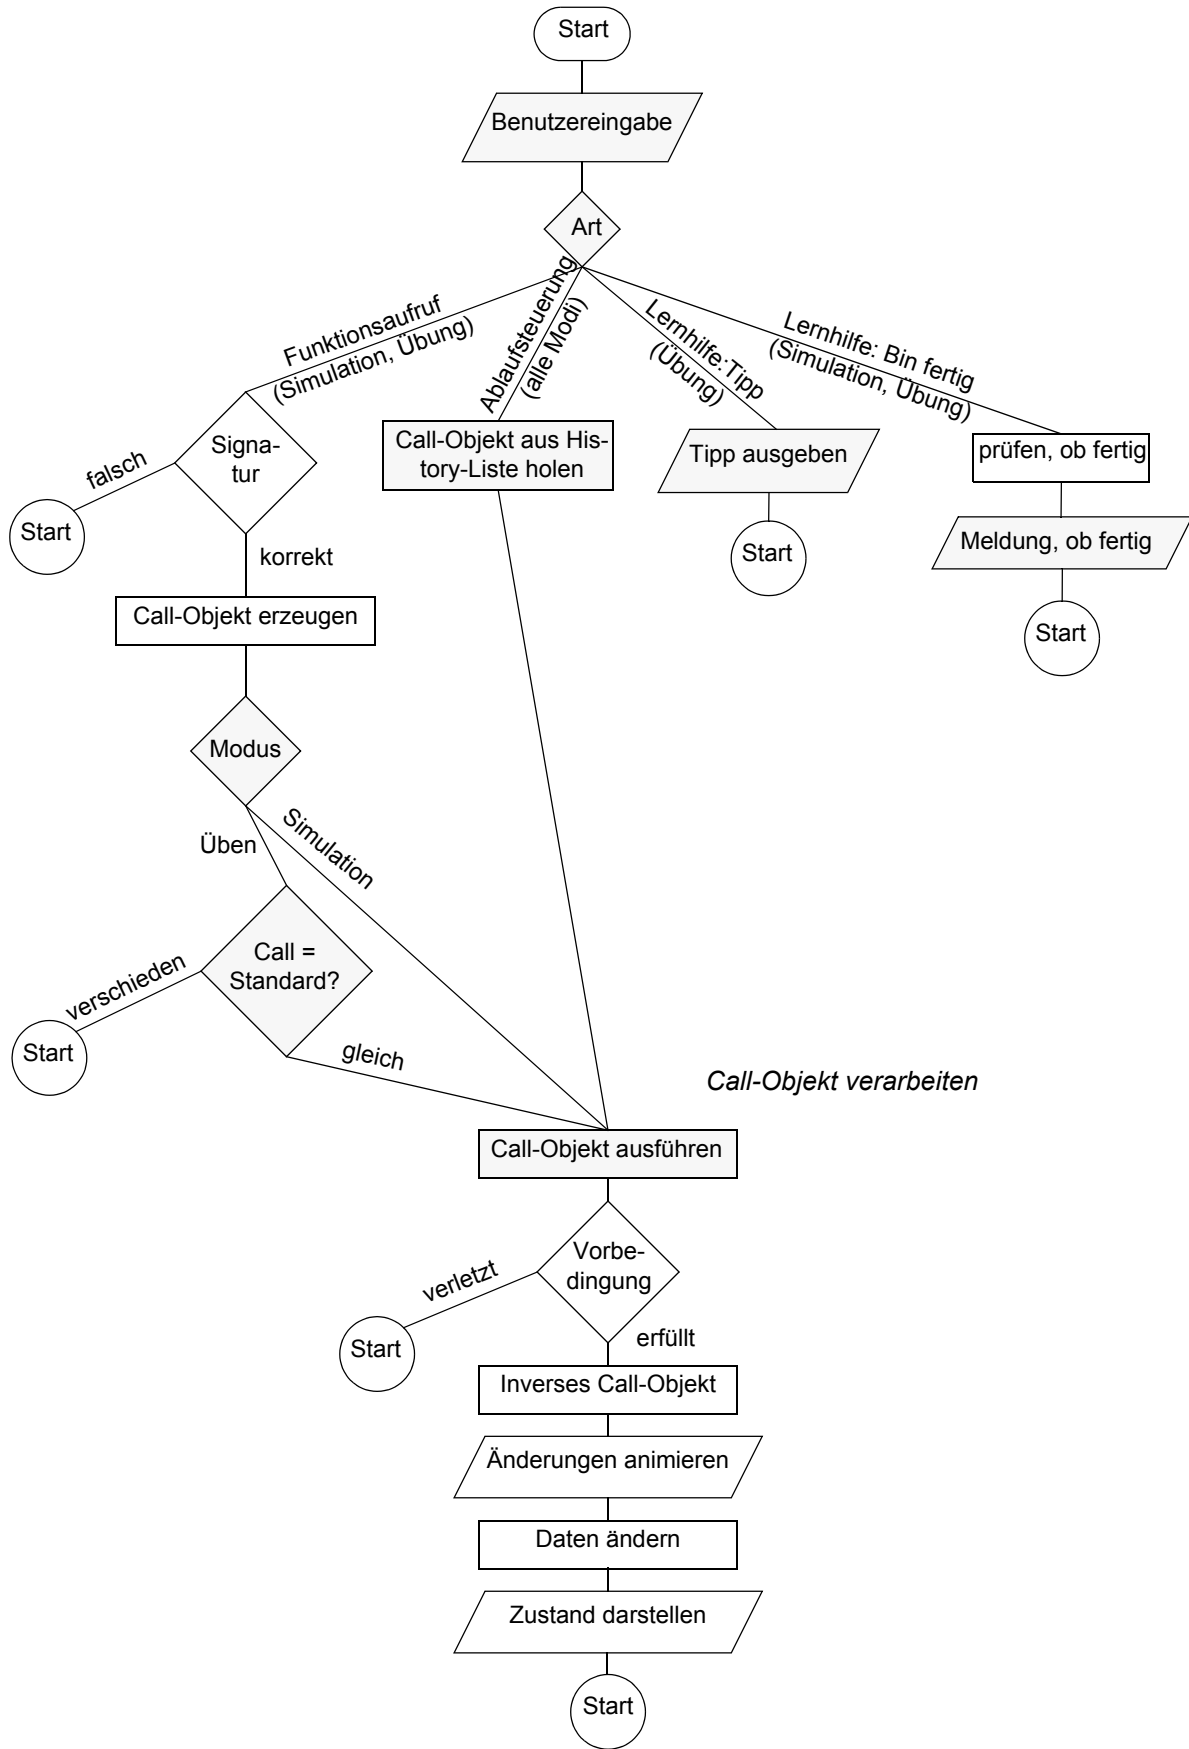 Start
Benutzereingabe
Art
Funktionsaufruf
(Simulation, Übung)
Ablaufsteuerung
(alle Modi)
Lernhilfe:Tipp
(Übung)
Lernhilfe: Bin fertig
(Simulation, Übung)
Signa-
tur
falsch
Start
korrekt
Call-Objekt aus His-
tory-Liste holen
Tipp ausgeben
Start
prüfen, ob fertig
Meldung, ob fertig
Start
Call-Objekt erzeugen
Modus
Üben
Simulation
Call =
Standard?
verschieden
Start
gleich
Call-Objekt verarbeiten
Call-Objekt ausführen
Vorbe-
dingung
verletzt
Start
erfüllt
Inverses Call-Objekt
Änderungen animieren
Daten ändern
Zustand darstellen
Start